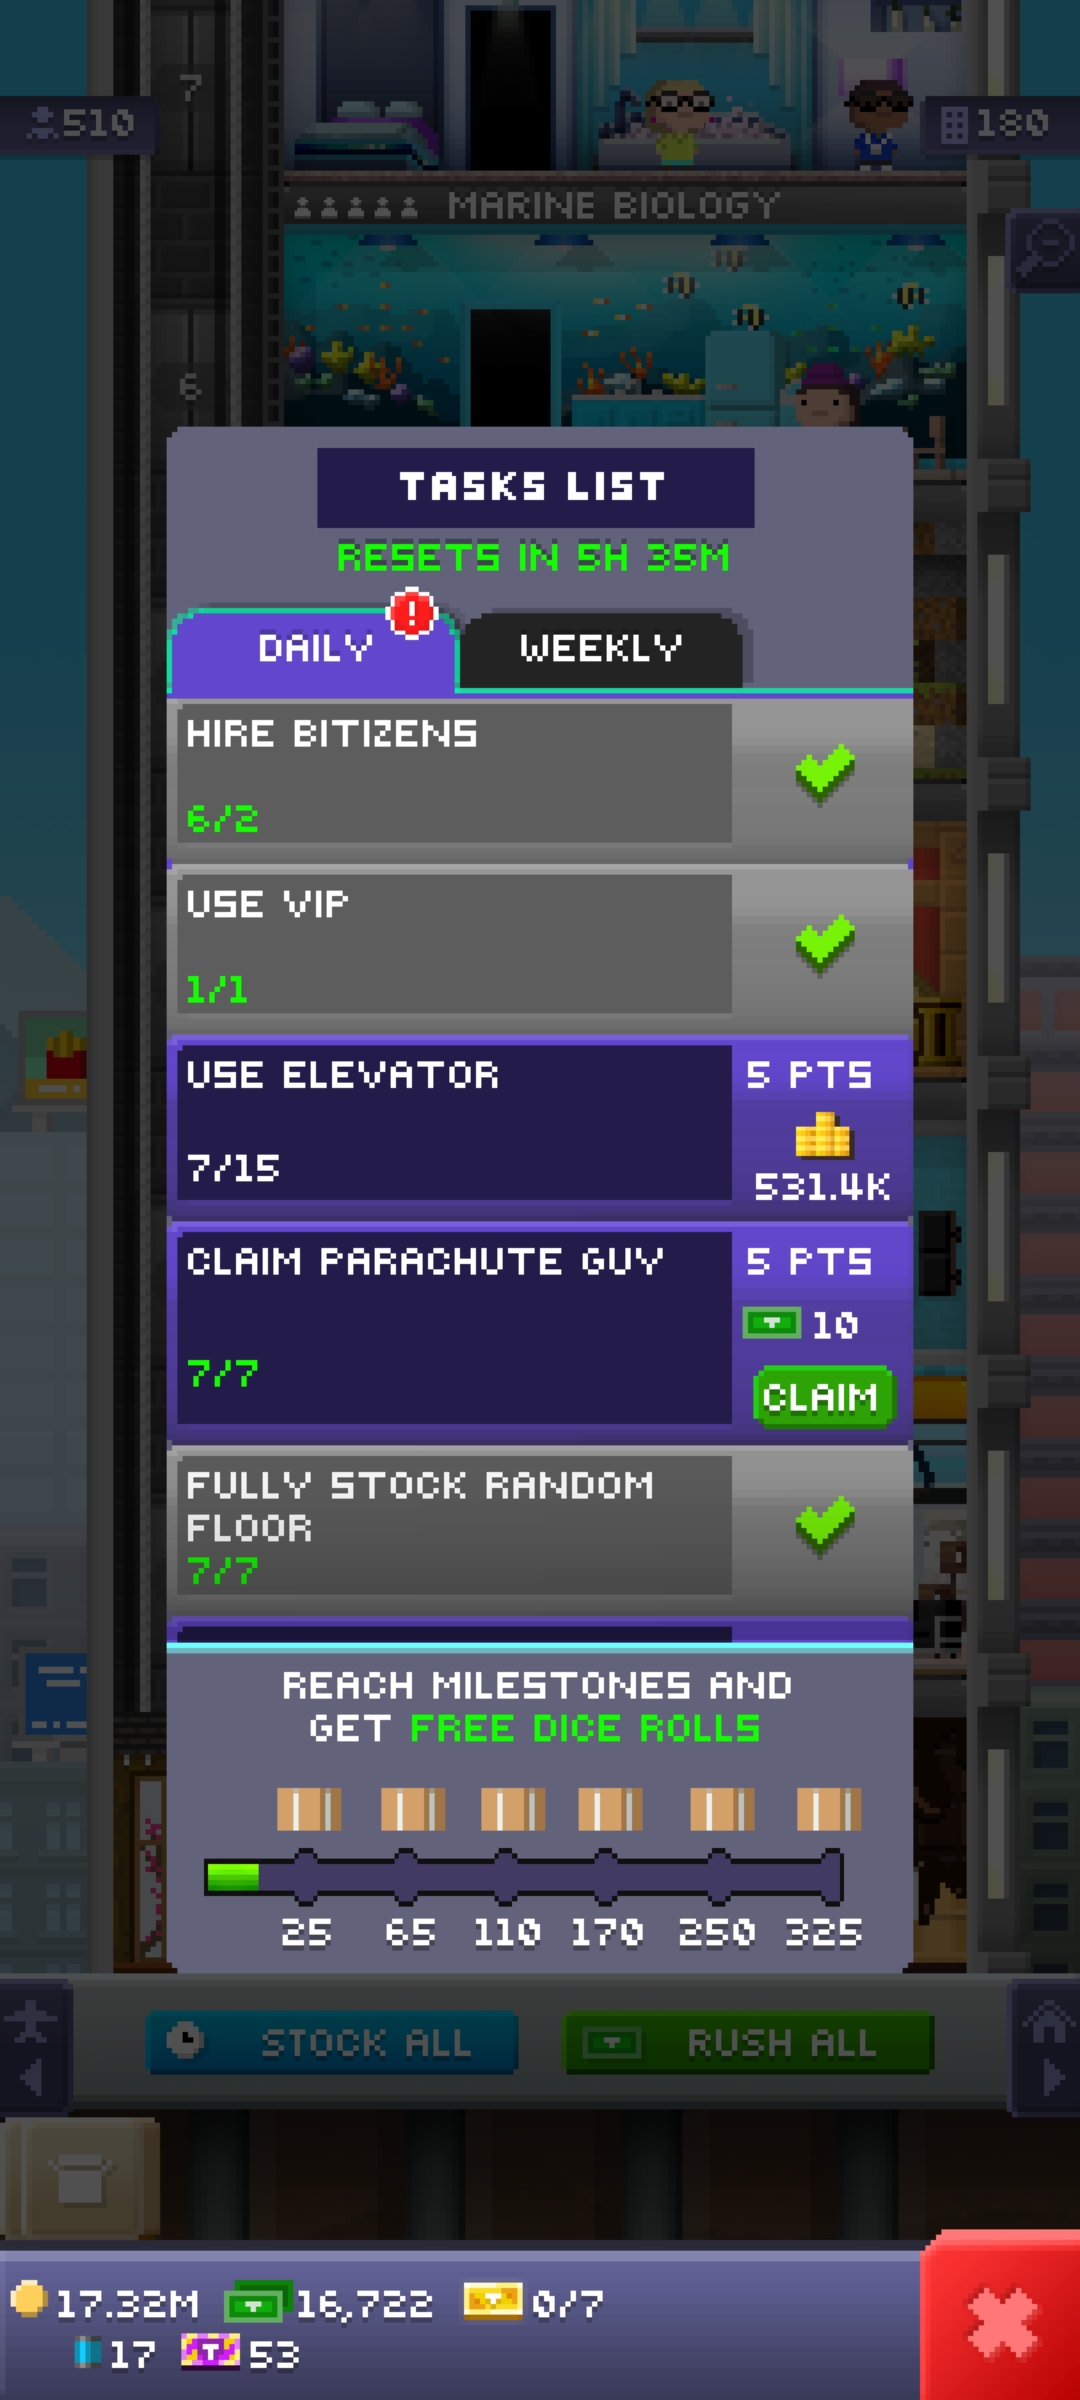 7
510
180
MARINE BIOLOGY
6
TASKS LIST
RESETS IN 5H 35M
!
DAILY
WEEKLY
HIRE BITIZENS
6/2
USE VIP
1/1
USE ELEVATOR
5 PTS
7/15
531.4K
CLAIM PARACHUTE GUY
5 PTS
10
7/7
CLAIM
FULLY STOCK RANDOM
FLOOR
7/7
REACH MILESTONES AND
GET FREE DICE ROLLS
25 65 110 170 250 325
STOCK ALL
RUSH ALL
17.32M 16,722 0/7
17 53